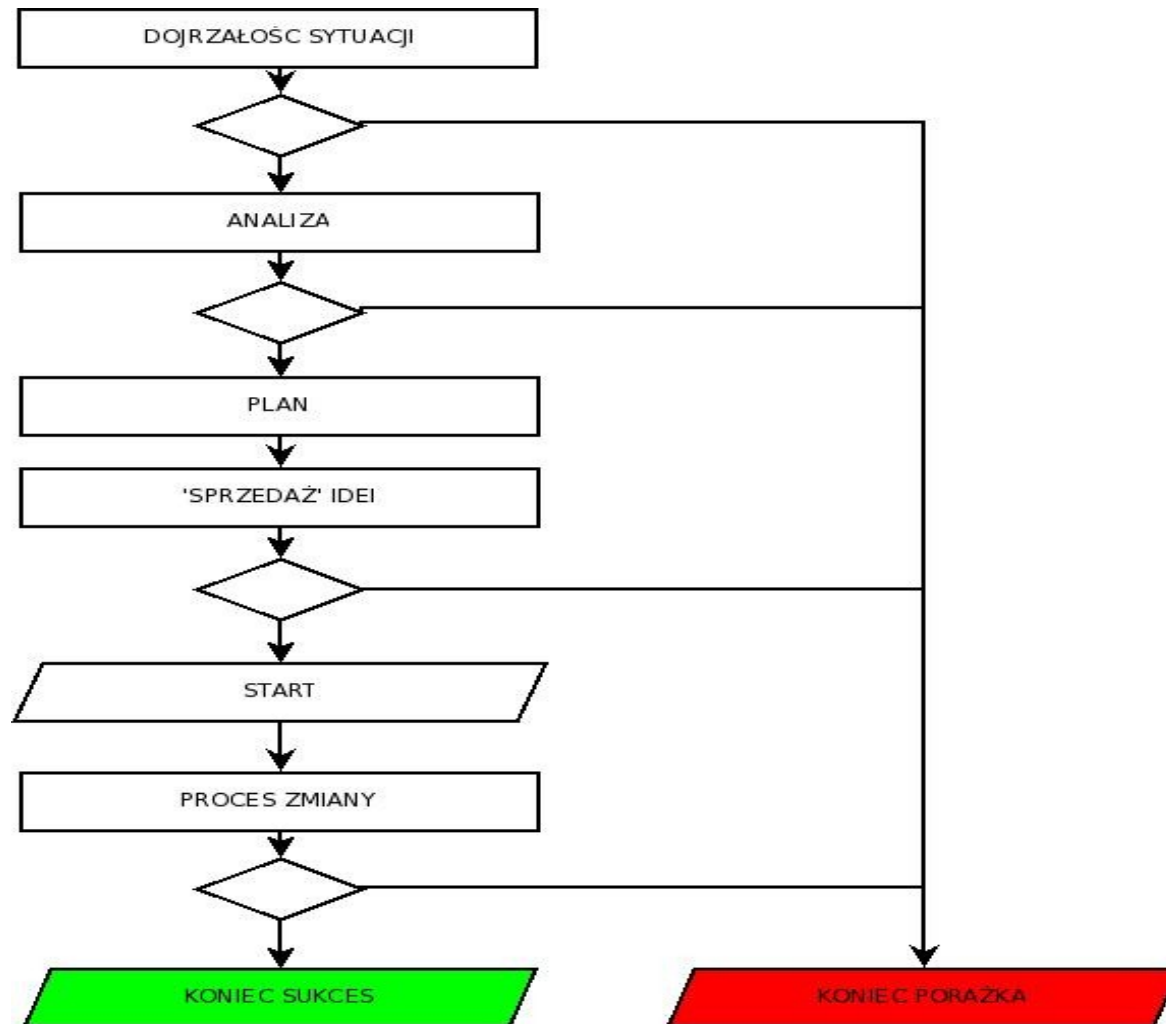 DOJRZAŁOŚC SYTUACJI
ANALIZA
PLAN
'SPRZEDAŻ' IDEI
START
PROCES ZMIANY
KONIEC SUKCES
KONIEC PORAŻKA